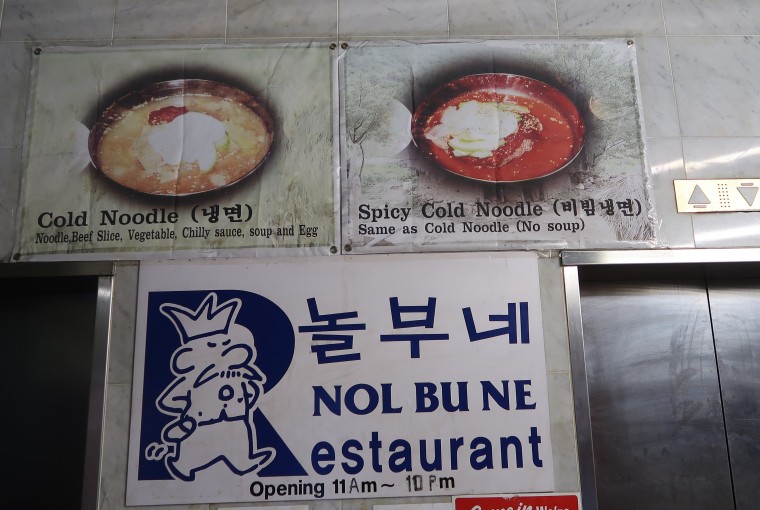 Cold Noodle (냉면)
Noodle,Beef Slice, Vegetable, Chilly sauce, soup and Egg
Spicy Cold Noodle (비빔냉면)
Same as Cold Noodle (No soup)
놀부네
NOL BU NE
Restaurant
Opening 11Am~ 10 Pm